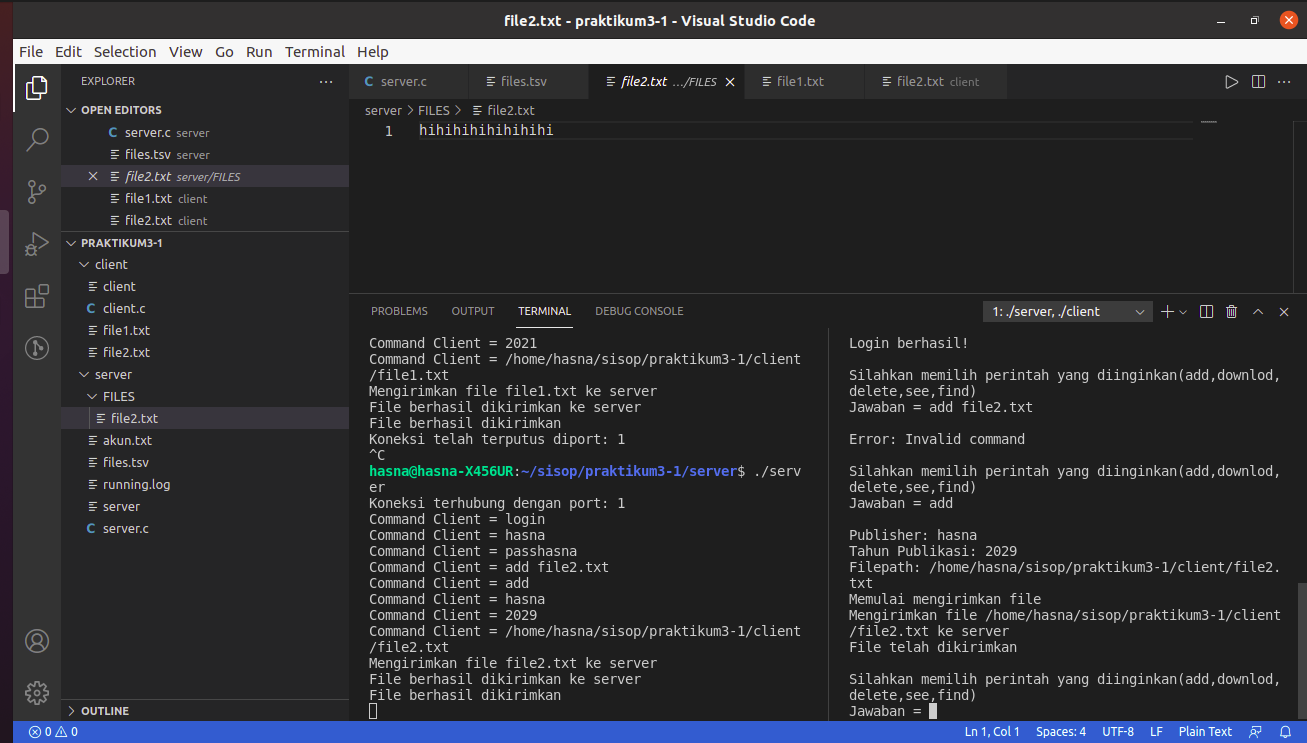 file2.txt - praktikum3-1 - Visual Studio Code
File Edit Selection View Go Run Terminal Help
EXPLORER
OPEN EDITORS
server.c server
files.tsv server
file2.txt server/FILES
file1.txt client
file2.txt client
PRAKTIKUM3-1
client
client
client.c
file1.txt
file2.txt
server
FILES
file2.txt
akun.txt
files.tsv
running.log
server
server.c
OUTLINE
server.c files.tsv file2.txt .../FILES file1.txt file2.txt client
server > FILES > file2.txt
1 hihihihihihihihi
PROBLEMS OUTPUT TERMINAL DEBUG CONSOLE 1: ./server, ./client
Command Client = 2021
Command Client = /home/hasna/sisop/praktikum3-1/client
/file1.txt
Mengirimkan file file1.txt ke server
File berhasil dikirimkan ke server
File berhasil dikirimkan
Koneksi telah terputus diport: 1
^C
hasna@hasna-X456UR:~/sisop/praktikum3-1/server$ ./serv
er
Koneksi terhubung dengan port: 1
Command Client = login
Command Client = hasna
Command Client = passhasna
Command Client = add file2.txt
Command Client = add
Command Client = hasna
Command Client = 2029
Command Client = /home/hasna/sisop/praktikum3-1/client
/file2.txt
Mengirimkan file file2.txt ke server
File berhasil dikirimkan ke server
File berhasil dikirimkan
Login berhasil!
Silahkan memilih perintah yang diinginkan(add,downlod,
delete,see,find)
Jawaban = add file2.txt
Error: Invalid command
Silahkan memilih perintah yang diinginkan(add,downlod,
delete,see,find)
Jawaban = add
Publisher: hasna
Tahun Publikasi: 2029
Filepath: /home/hasna/sisop/praktikum3-1/client/file2.
txt
Memulai mengirimkan file
Mengirimkan file /home/hasna/sisop/praktikum3-1/client
/file2.txt ke server
File telah dikirimkan
Silahkan memilih perintah yang diinginkan(add,downlod,
delete,see,find)
Jawaban =
0 0 Ln 1, Col 1 Spaces: 4 UTF-8 LF Plain Text